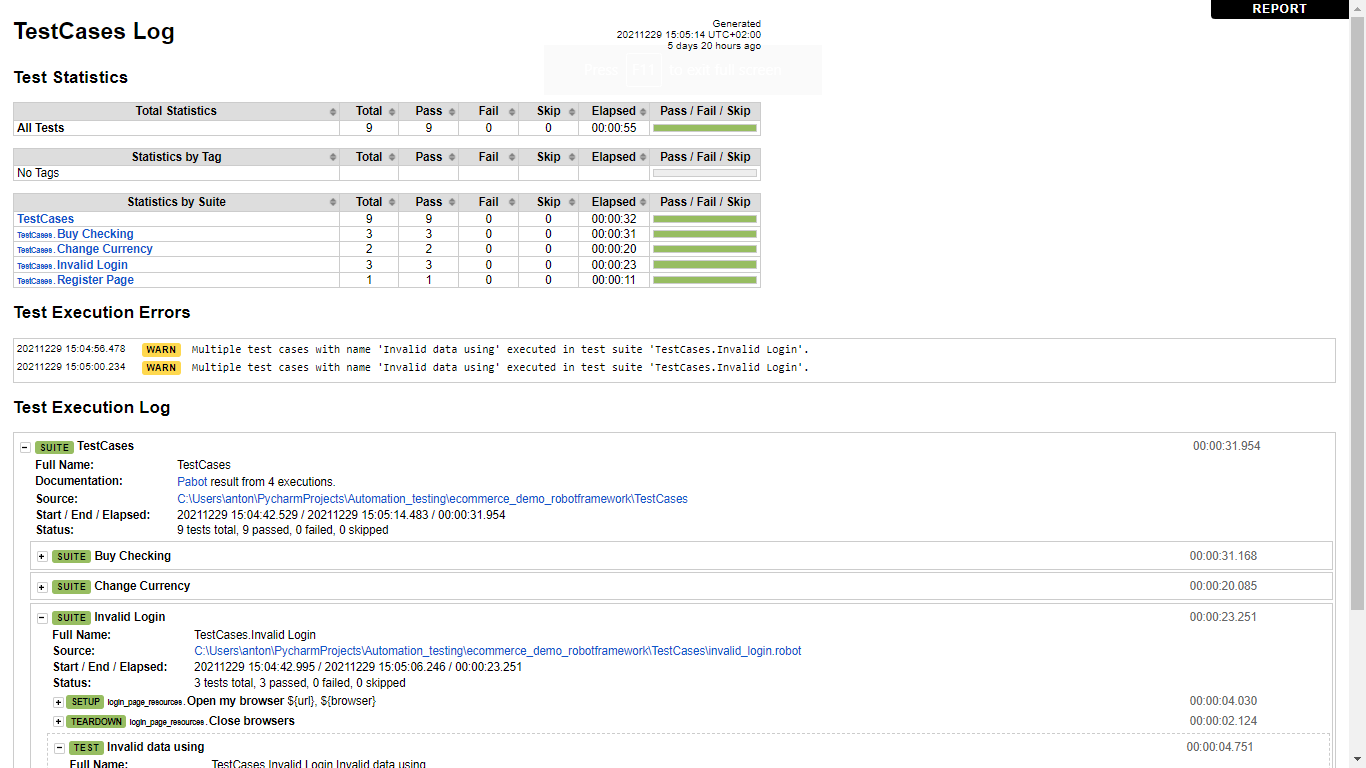 REPORT
TestCases Log
Generated
20211229 15:05:14 UTC+02:00
5 days 20 hours ago
Press F11 to exit full screen
Test Statistics
Total Statistics Total Pass Fail Skip Elapsed Pass / Fail / Skip
All Tests 9 9 0 0 00:00:55
Statistics by Tag Total Pass Fail Skip Elapsed Pass / Fail / Skip
No Tags
Statistics by Suite Total Pass Fail Skip Elapsed Pass / Fail / Skip
TestCases 9 9 0 0 00:00:32
TestCases.Buy Checking 3 3 0 0 00:00:31
TestCases.Change Currency 2 2 0 0 00:00:20
TestCases.Invalid Login 3 3 0 0 00:00:23
TestCases.Register Page 1 1 0 0 00:00:11
Test Execution Errors
20211229 15:04:56.478 WARN Multiple test cases with name 'Invalid data using' executed in test suite 'TestCases.Invalid Login'.
20211229 15:05:00.234 WARN Multiple test cases with name 'Invalid data using' executed in test suite 'TestCases.Invalid Login'.
Test Execution Log
SUITE TestCases 00:00:31.954
Full Name: TestCases
Documentation: Pabot result from 4 executions.
Source: C:\Users\anton\PycharmProjects\Automation_testing\ecommerce_demo_robotframework\TestCases
Start / End / Elapsed: 20211229 15:04:42.529 / 20211229 15:05:14.483 / 00:00:31.954
Status: 9 tests total, 9 passed, 0 failed, 0 skipped
SUITE Buy Checking 00:00:31.168
SUITE Change Currency 00:00:20.085
SUITE Invalid Login 00:00:23.251
Full Name: TestCases.Invalid Login
Source: C:\Users\anton\PycharmProjects\Automation_testing\ecommerce_demo_robotframework\TestCases\invalid_login.robot
Start / End / Elapsed: 20211229 15:04:42.995 / 20211229 15:05:06.246 / 00:00:23.251
Status: 3 tests total, 3 passed, 0 failed, 0 skipped
SETUP login_page_resources.Open my browser ${url}, ${browser} 00:00:04.030
TEARDOWN login_page_resources.Close browsers 00:00:02.124
TEST Invalid data using 00:00:04.751
Full Name: TestCases.Invalid Login.Invalid data using